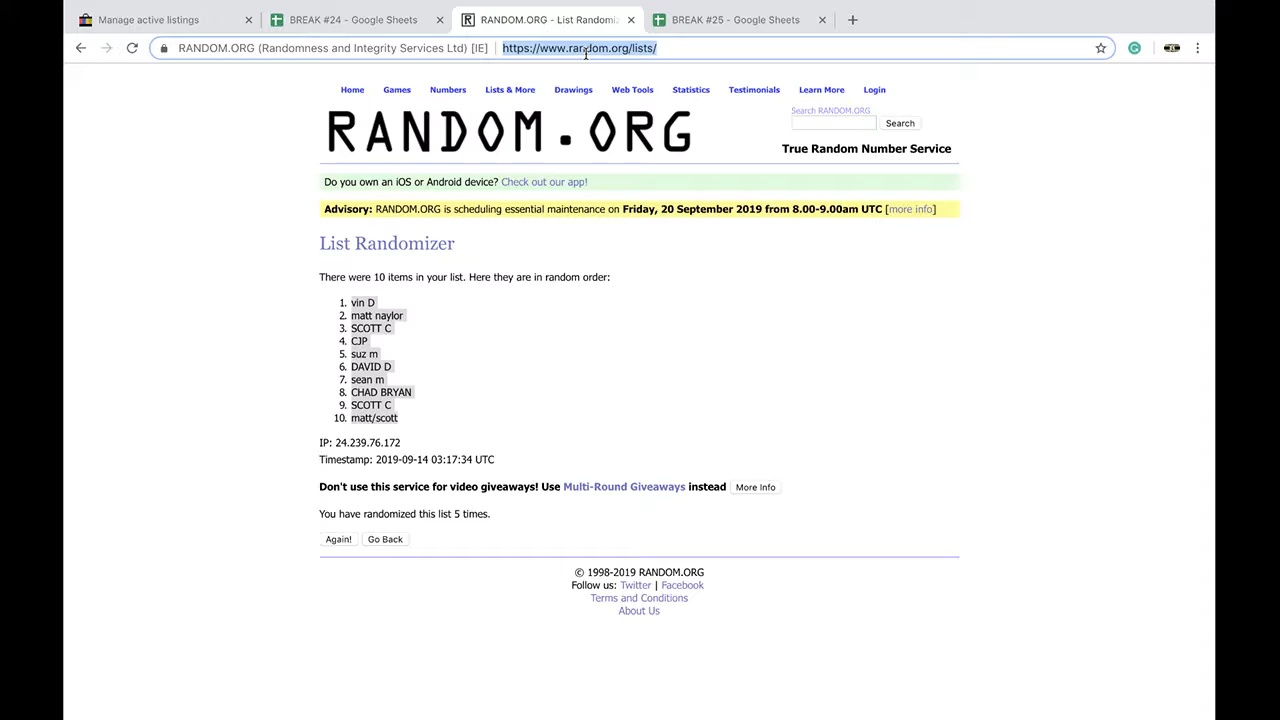 Manage active listings
BREAK #24 - Google Sheets
RANDOM.ORG - List Randomiz
BREAK #25 - Google Sheets
RANDOM.ORG (Randomness and Integrity Services Ltd) [IE]
https://www.random.org/lists/
Home Games Numbers Lists & More Drawings Web Tools Statistics Testimonials Learn More Login
Search RANDOM.ORG
RANDOM.ORG
Search
True Random Number Service
Do you own an iOS or Android device? Check out our app!
Advisory: RANDOM.ORG is scheduling essential maintenance on Friday, 20 September 2019 from 8.00-9.00am UTC [more info]
List Randomizer
There were 10 items in your list. Here they are in random order:
1. vin D
2. matt naylor
3. SCOTT C
4. CJP
5. suz m
6. DAVID D
7. sean m
8. CHAD BRYAN
9. SCOTT C
10. matt/scott
IP: 24.239.76.172
Timestamp: 2019-09-14 03:17:34 UTC
Don't use this service for video giveaways! Use Multi-Round Giveaways instead More Info
You have randomized this list 5 times.
Again! Go Back
© 1998-2019 RANDOM.ORG
Follow us: Twitter | Facebook
Terms and Conditions
About Us